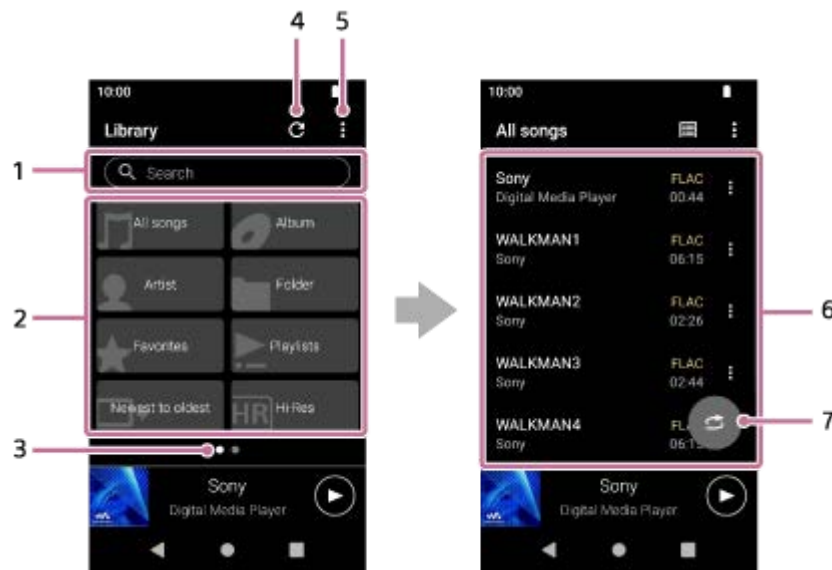 4 5
10:00
Library
1
Search
2
All songs
Album
Artist
Folder
Favorites
Playlists
Newest to oldest
HR Hi-Res
3
Sony
Digital Media Player
10:00
All songs
Sony FLAC
Digital Media Player 00:44
WALKMAN1 FLAC
Sony 06:15
WALKMAN2 FLAC
Sony 02:26
6
WALKMAN3 FLAC
Sony 02:44
7
WALKMAN4
Sony
Sony
Digital Media Player